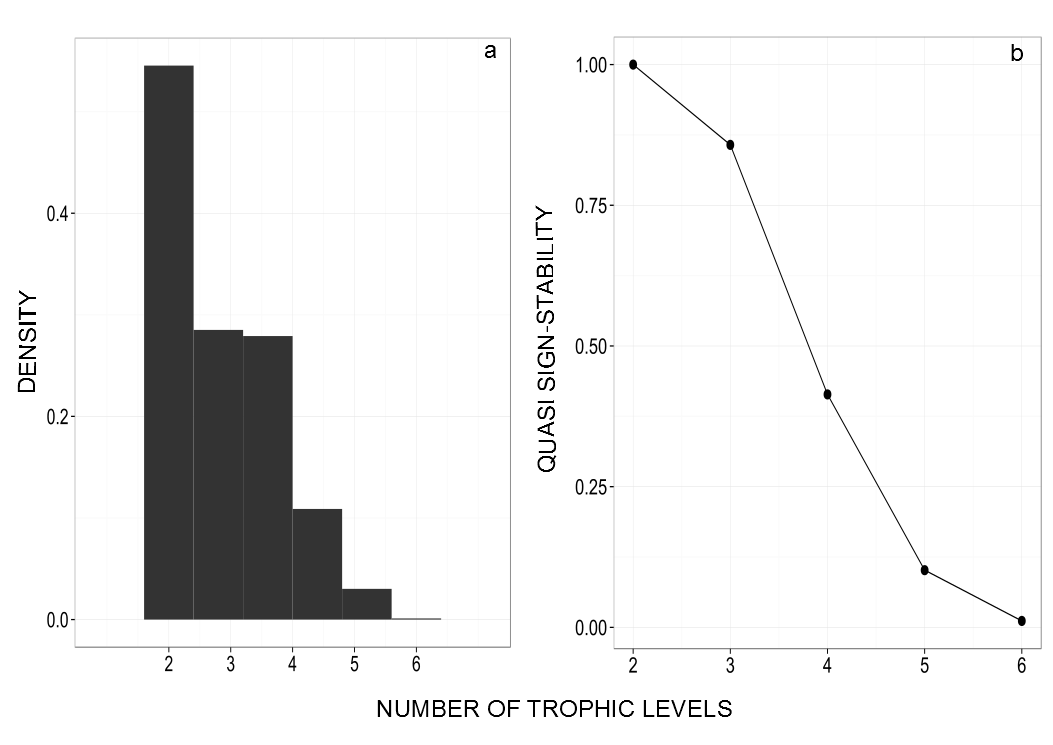 a
DENSITY
0.4
0.2
0.0
2 3 4 5 6
b
QUASI SIGN-STABILITY
1.00
0.75
0.50
0.25
0.00
2 3 4 5 6
NUMBER OF TROPHIC LEVELS